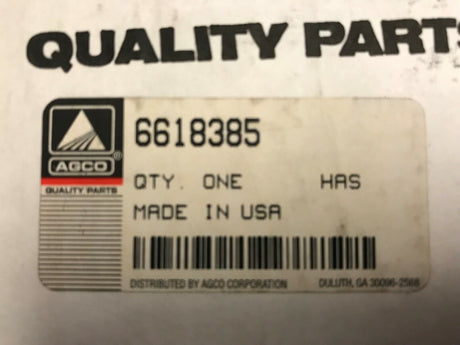 QUALITY PARTS
6618385
AGCO®
QUALITY PARTS
QTY. ONE HAS
MADE IN USA
DISTRIBUTED BY AGCO CORPORATION DULUTH, GA 30096-2568